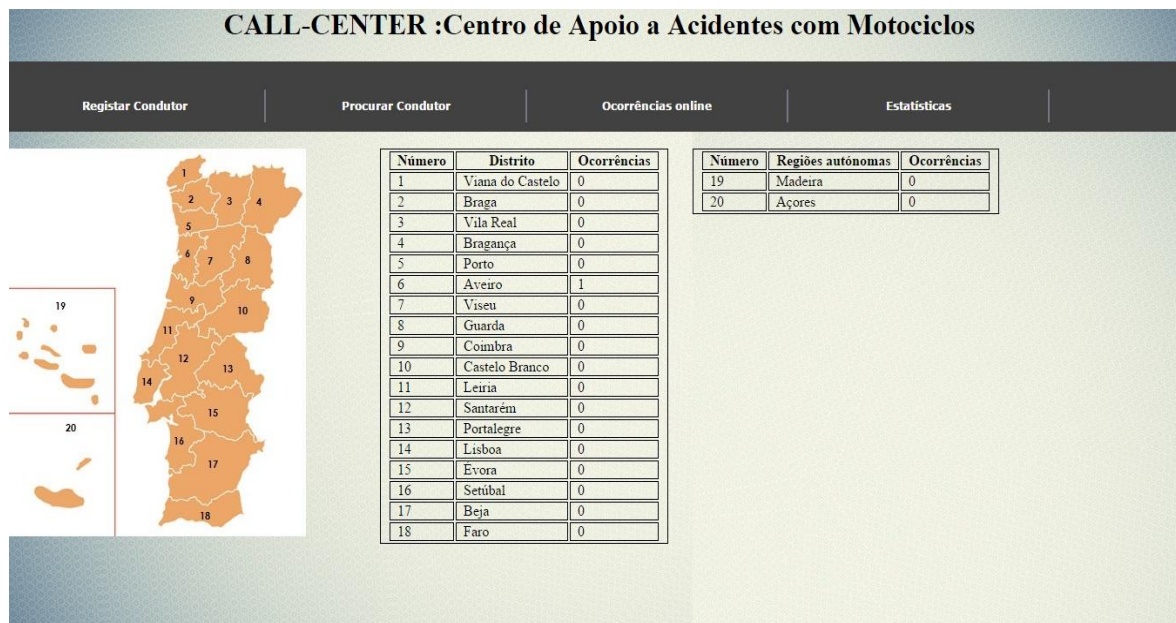 CALL-CENTER :Centro de Apoio a Acidentes com Motociclos
Registar Condutor Procurar Condutor Ocorrências online Estatísticas
1
2
3
4
5
6
7
8
9
10
11
12
13
14
15
16
17
18
19
20
Número Distrito Ocorrências
1 Viana do Castelo 0
2 Braga 0
3 Vila Real 0
4 Bragança 0
5 Porto 0
6 Aveiro 1
7 Viseu 0
8 Guarda 0
9 Coimbra 0
10 Castelo Branco 0
11 Leiria 0
12 Santarém 0
13 Portalegre 0
14 Lisboa 0
15 Évora 0
16 Setúbal 0
17 Beja 0
18 Faro 0
Número Regiões autónomas Ocorrências
19 Madeira 0
20 Açores 0